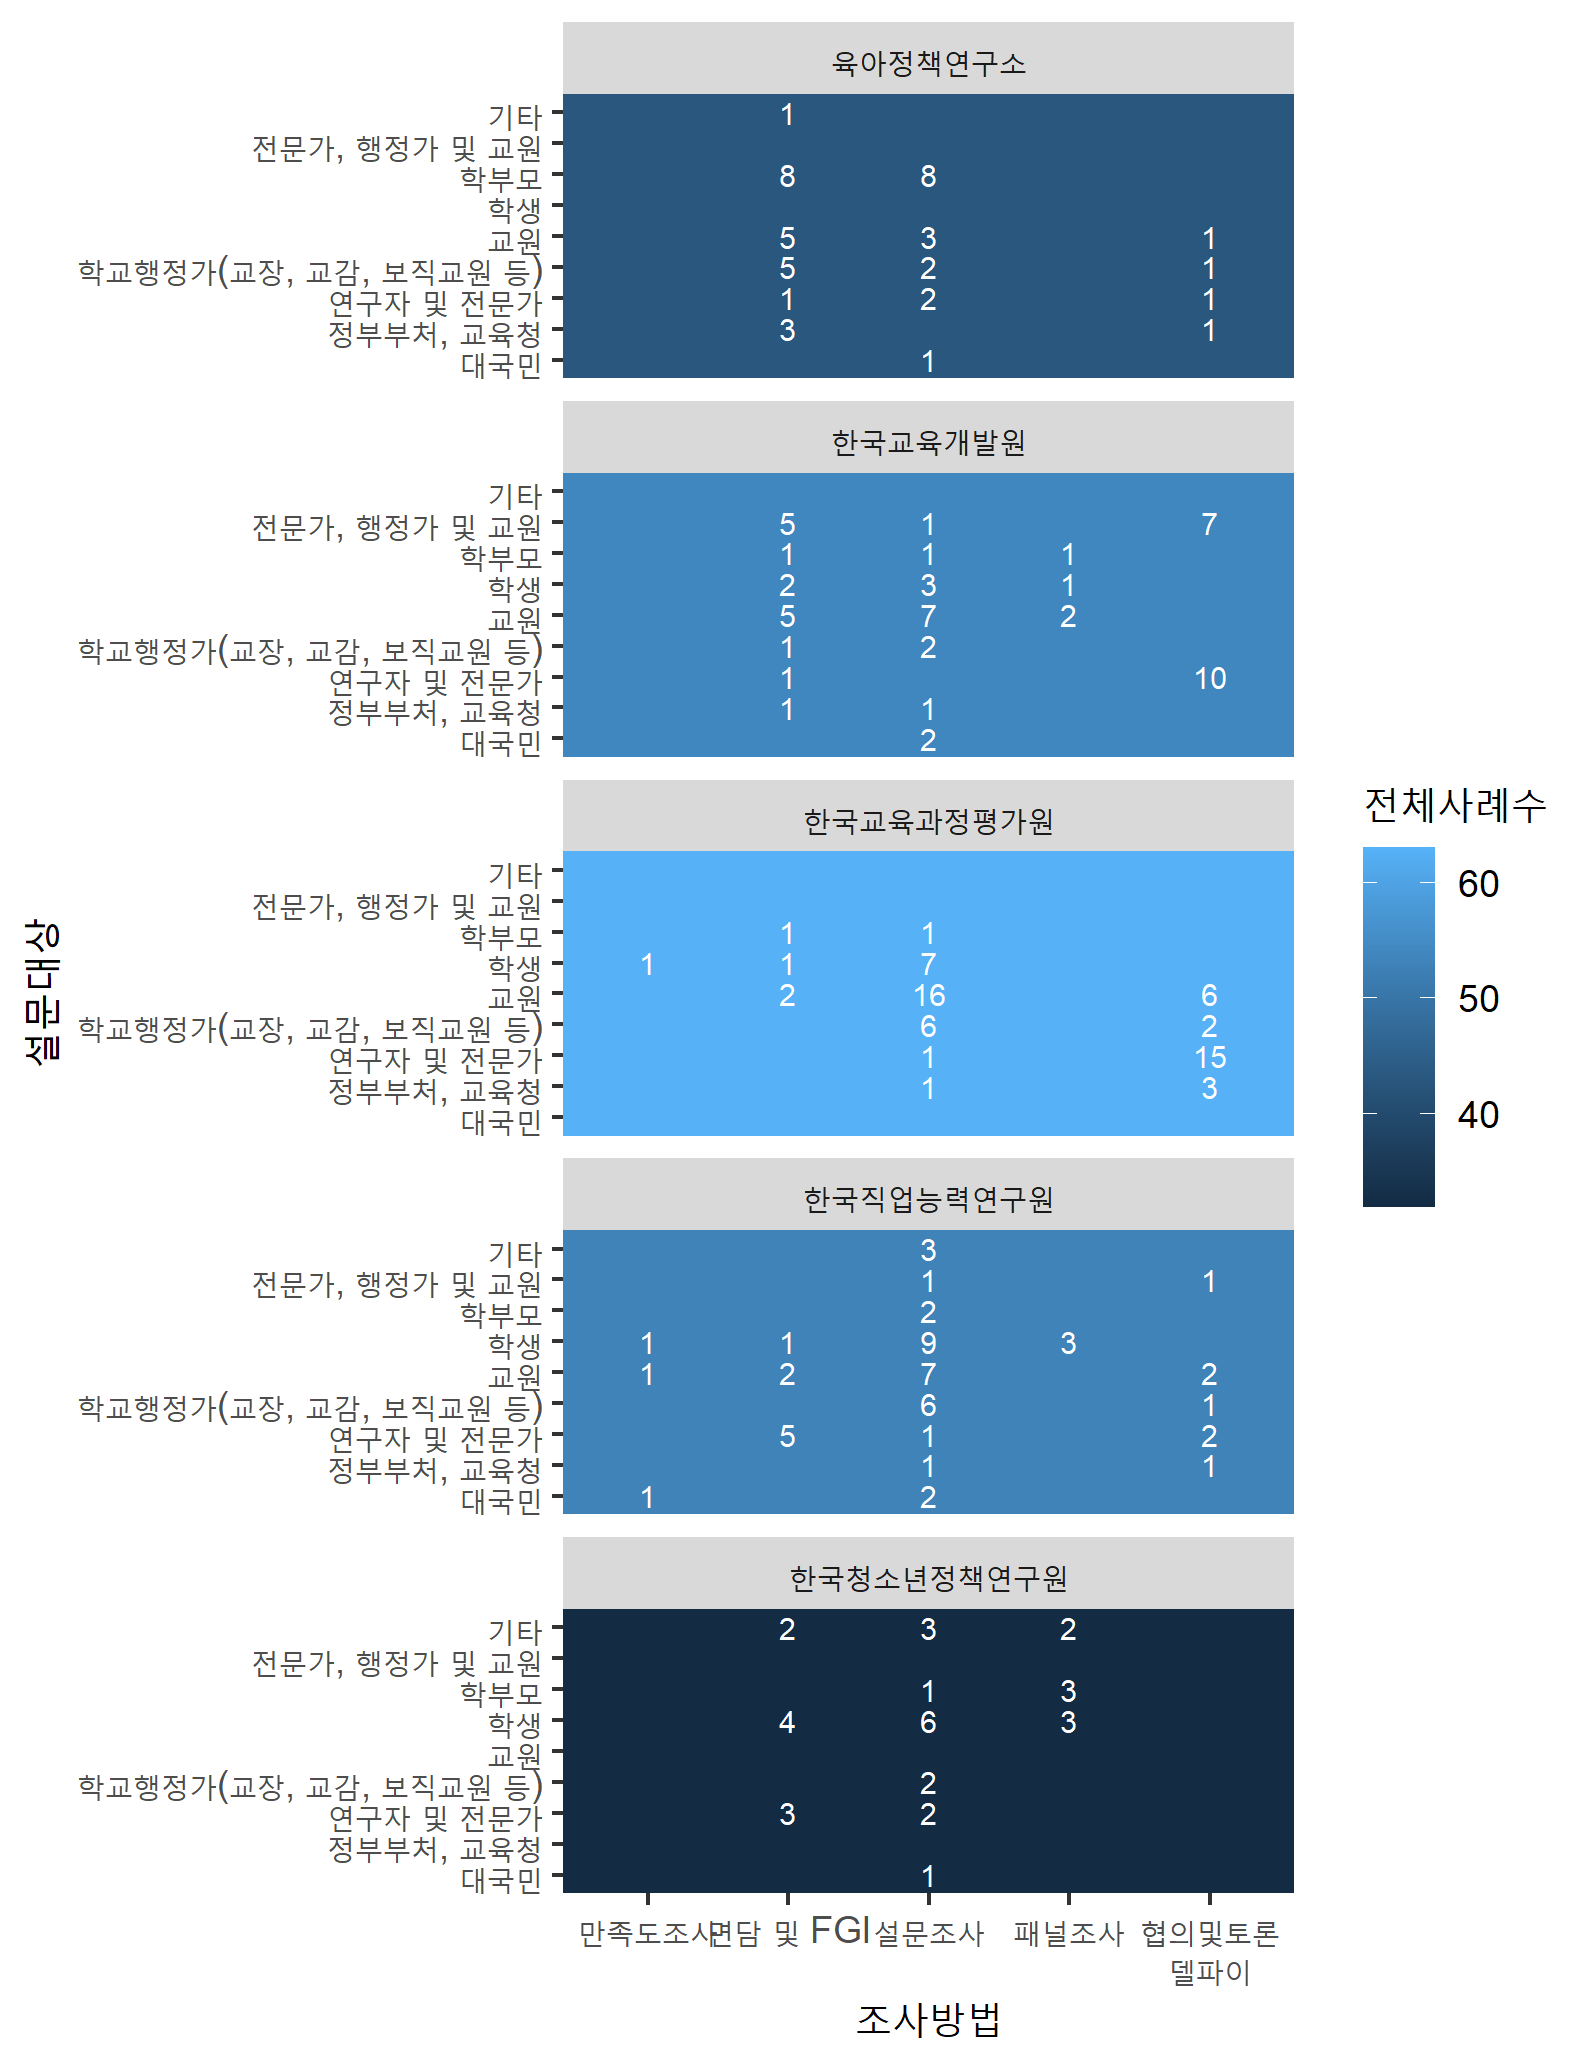 육아정책연구소
기타 1
전문가, 행정가 및 교원
학부모 8 8
학생
교원 5 3 1
학교행정가(교장, 교감, 보직교원 등) 5 2 1
연구자 및 전문가 1 2 1
정부부처, 교육청 3 1
대국민 1
한국교육개발원
기타
전문가, 행정가 및 교원 5 1 7
학부모 1 1 1
학생 2 3 1
교원 5 7 2
학교행정가(교장, 교감, 보직교원 등) 1 2
연구자 및 전문가 1 10
정부부처, 교육청 1 1
대국민 2
한국교육과정평가원
기타
전문가, 행정가 및 교원
학부모 1 1
학생 1 1 7
교원 2 16 6
학교행정가(교장, 교감, 보직교원 등) 6 2
연구자 및 전문가 1 15
정부부처, 교육청 1 3
대국민
한국직업능력연구원
기타 3
전문가, 행정가 및 교원 1 1
학부모 2
학생 1 1 9 3
교원 1 2 7 2
학교행정가(교장, 교감, 보직교원 등) 6 1
연구자 및 전문가 5 1 2
정부부처, 교육청 1 1
대국민 1 2
한국청소년정책연구원
기타 2 3 2
전문가, 행정가 및 교원
학부모 1 3
학생 4 6 3
교원
학교행정가(교장, 교감, 보직교원 등) 2
연구자 및 전문가 3 2
정부부처, 교육청
대국민 1
만족도조사 면담 및 FGI 설문조사 패널조사 협의및토론
델파이
조사방법
설문대상
전체사례수
60
50
40